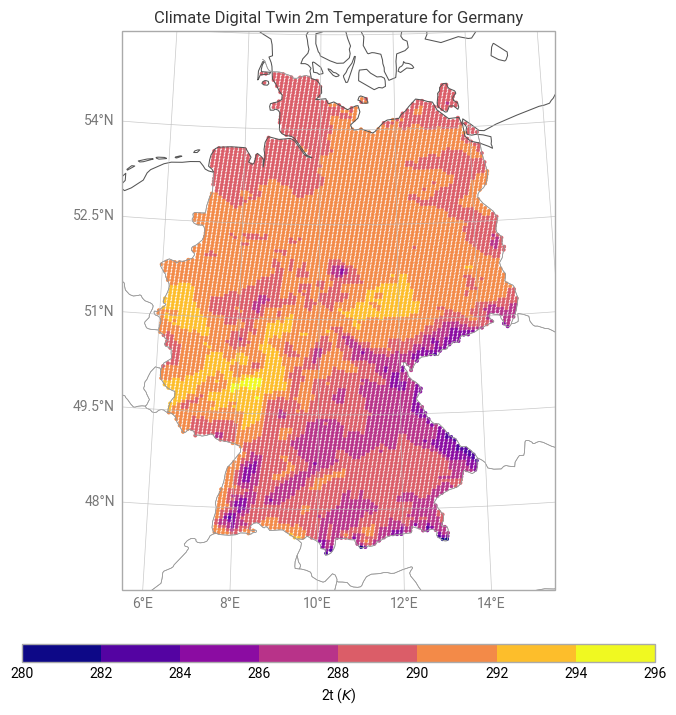 Climate Digital Twin 2m Temperature for Germany
54°N
52.5°N
51°N
49.5°N
48°N
6°E 8°E 10°E 12°E 14°E
280 282 284 286 288 290 292 294 296
2t (K)